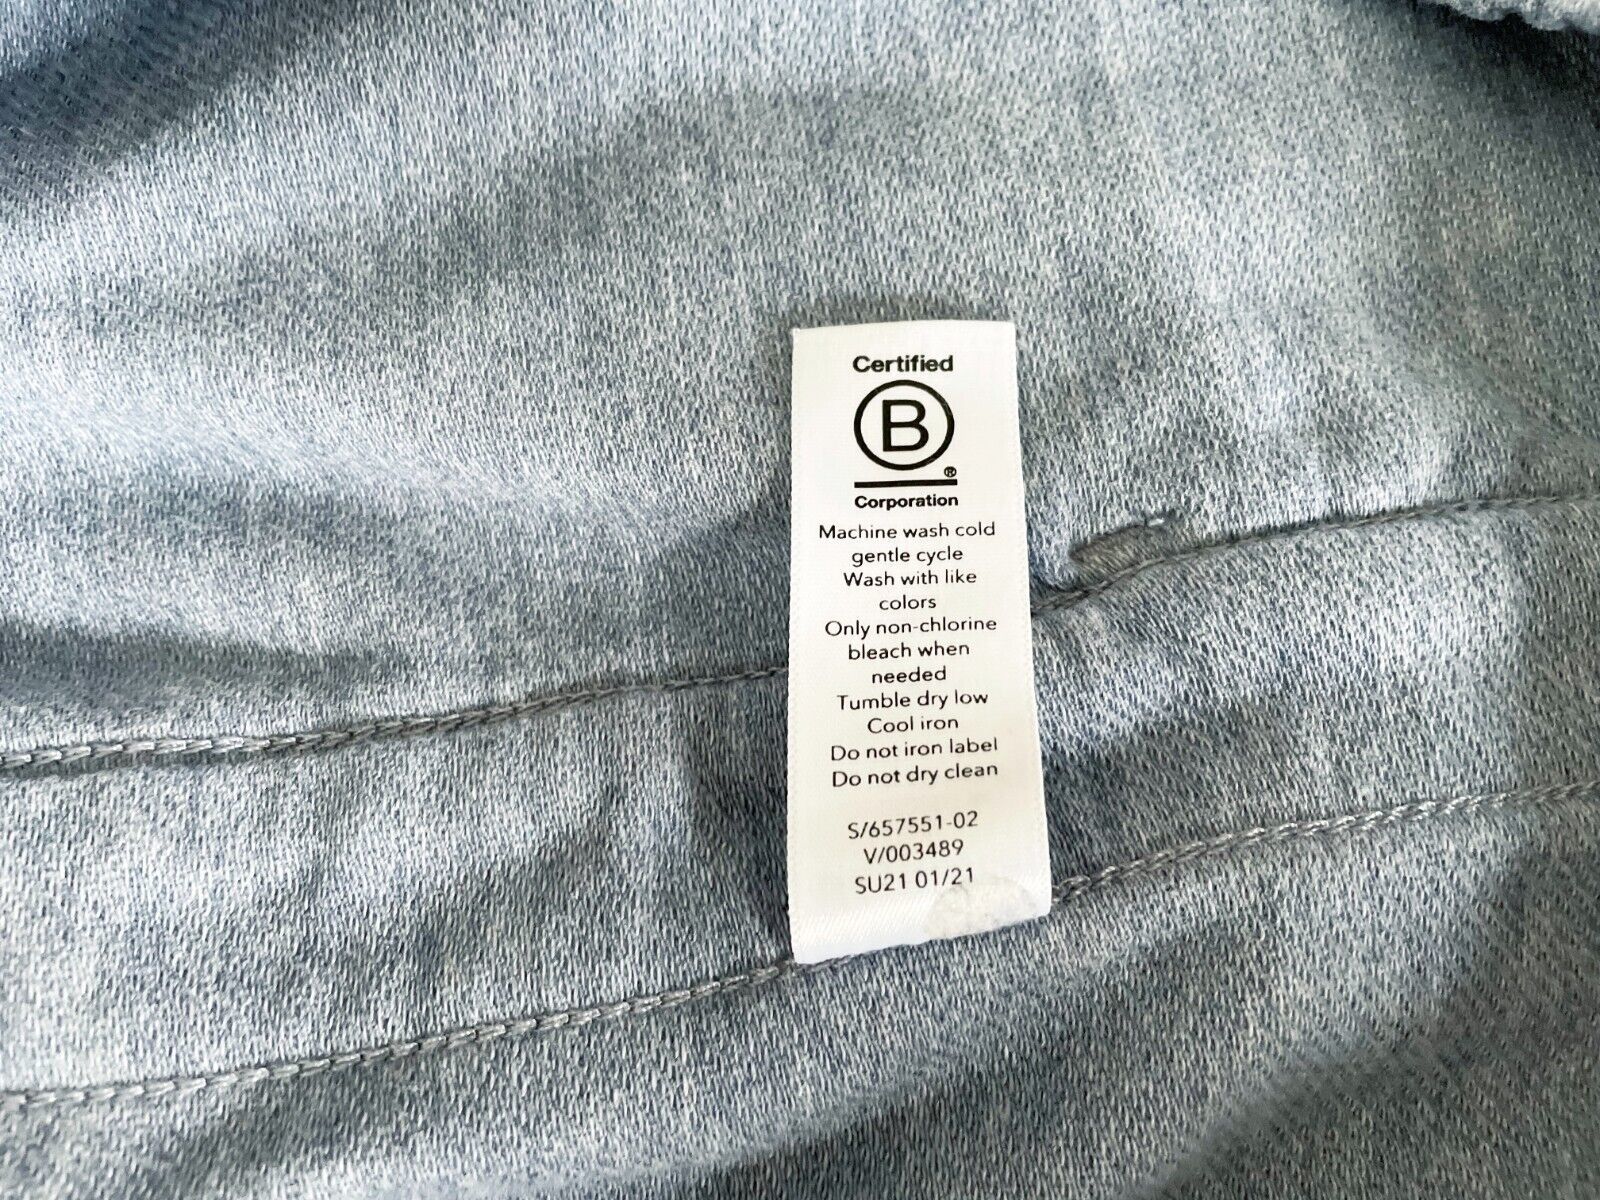 Certified
B
®
Corporation
Machine wash cold
gentle cycle
Wash with like
colors
Only non-chlorine
bleach when
needed
Tumble dry low
Cool iron
Do not iron label
Do not dry clean
S/657551-02
V/003489
SU21 01/21